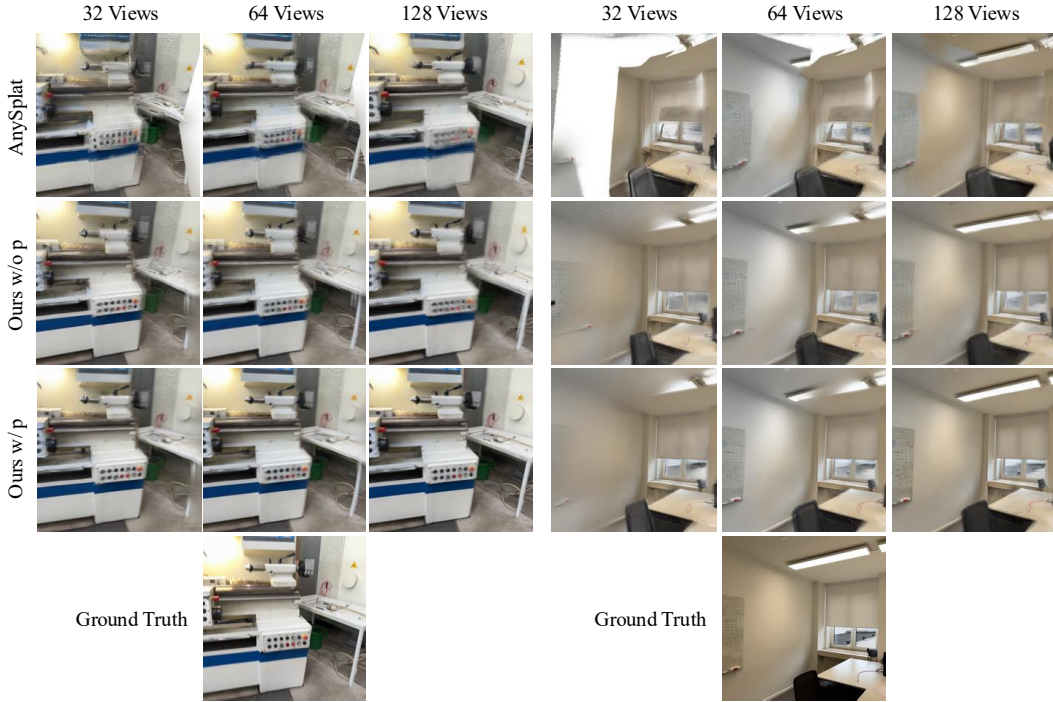 32 Views 64 Views 128 Views 32 Views 64 Views 128 Views
AnySplat
Ours w/o p
Ours w/ p
Ground Truth Ground Truth